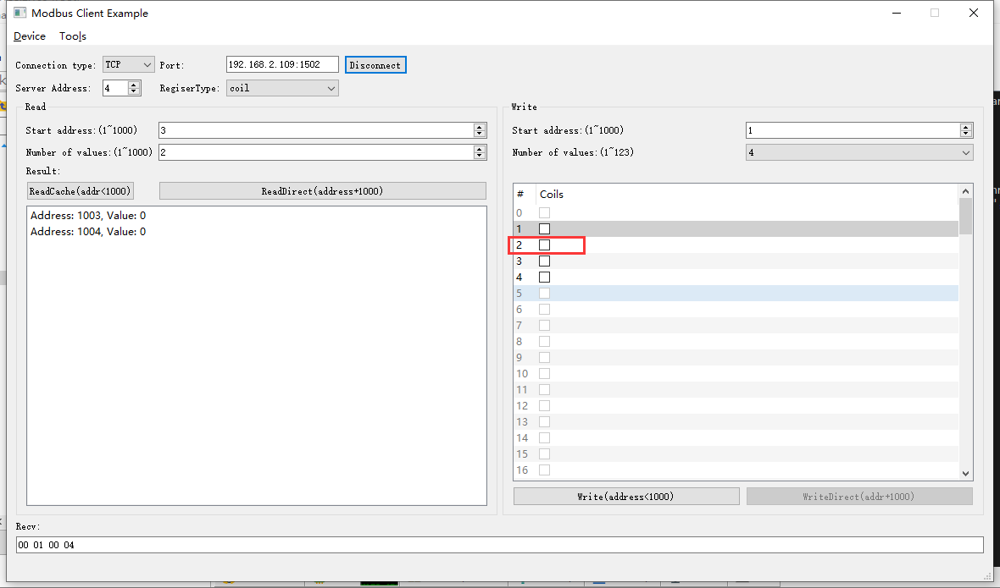 Modbus Client Example
Device Tools
Connection type: TCP Port: 192.168.2.109:1502 Disconnect
Server Address: 4 RegiserType: coil
Read
Start address:(1~1000) 3
Number of values:(1~1000) 2
Result:
ReadCache(addr<1000) ReadDirect(address+1000)
Address: 1003, Value: 0
Address: 1004, Value: 0
Write
Start address:(1~1000) 1
Number of values:(1~123) 4
# Coils
0
1
2
3
4
5
6
7
8
9
10
11
12
13
14
15
16
Write(address<1000) WriteDirect(addr+1000)
Recv:
00 01 00 04